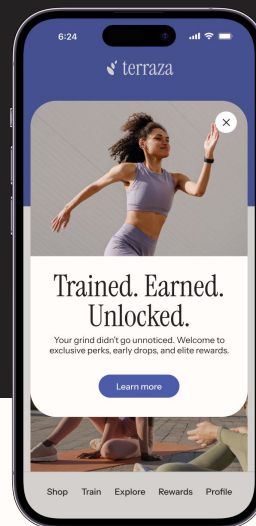 6:24
terraza
Trained. Earned.
Unlocked.
Your grind didn't go unnoticed. Welcome to
exclusive perks, early drops, and elite rewards.
Learn more
Shop Train Explore Rewards Profile